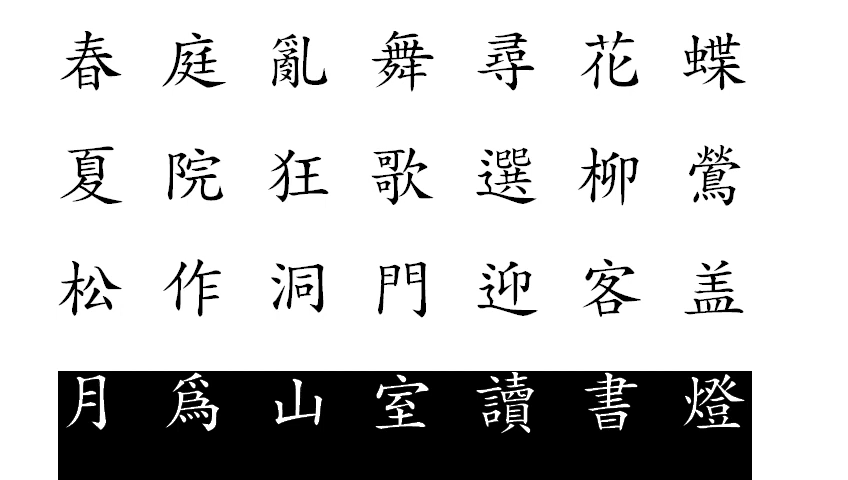 春庭亂舞尋花蝶
夏院狂歌選柳鶯
松作洞門迎客盖
月爲山室讀書燈